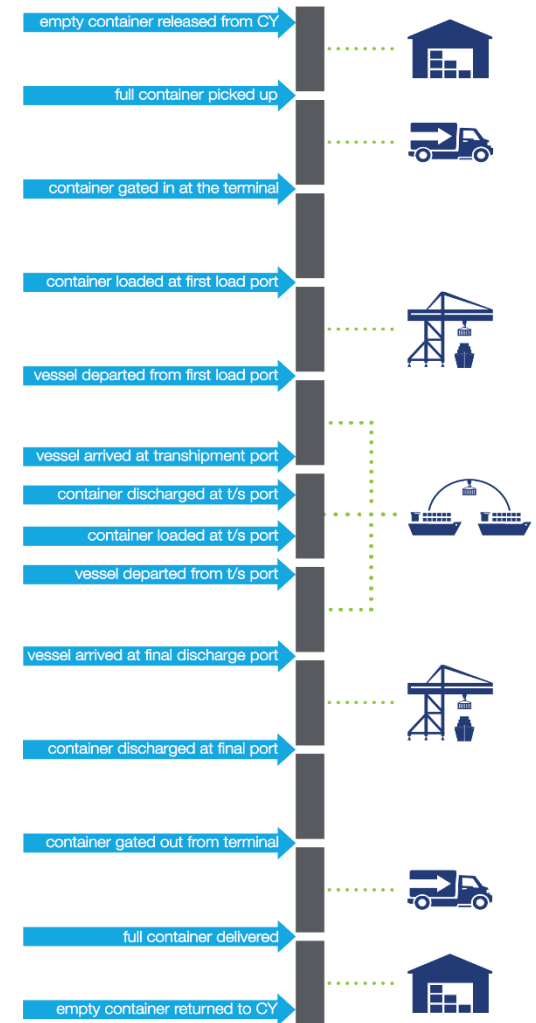 empty container released from CY
full container picked up
container gated in at the terminal
container loaded at first load port
vessel departed from first load port
vessel arrived at transhipment port
container discharged at t/s port
container loaded at t/s port
vessel departed from t/s port
vessel arrived at final discharge port
container discharged at final port
container gated out from terminal
full container delivered
empty container returned to CY